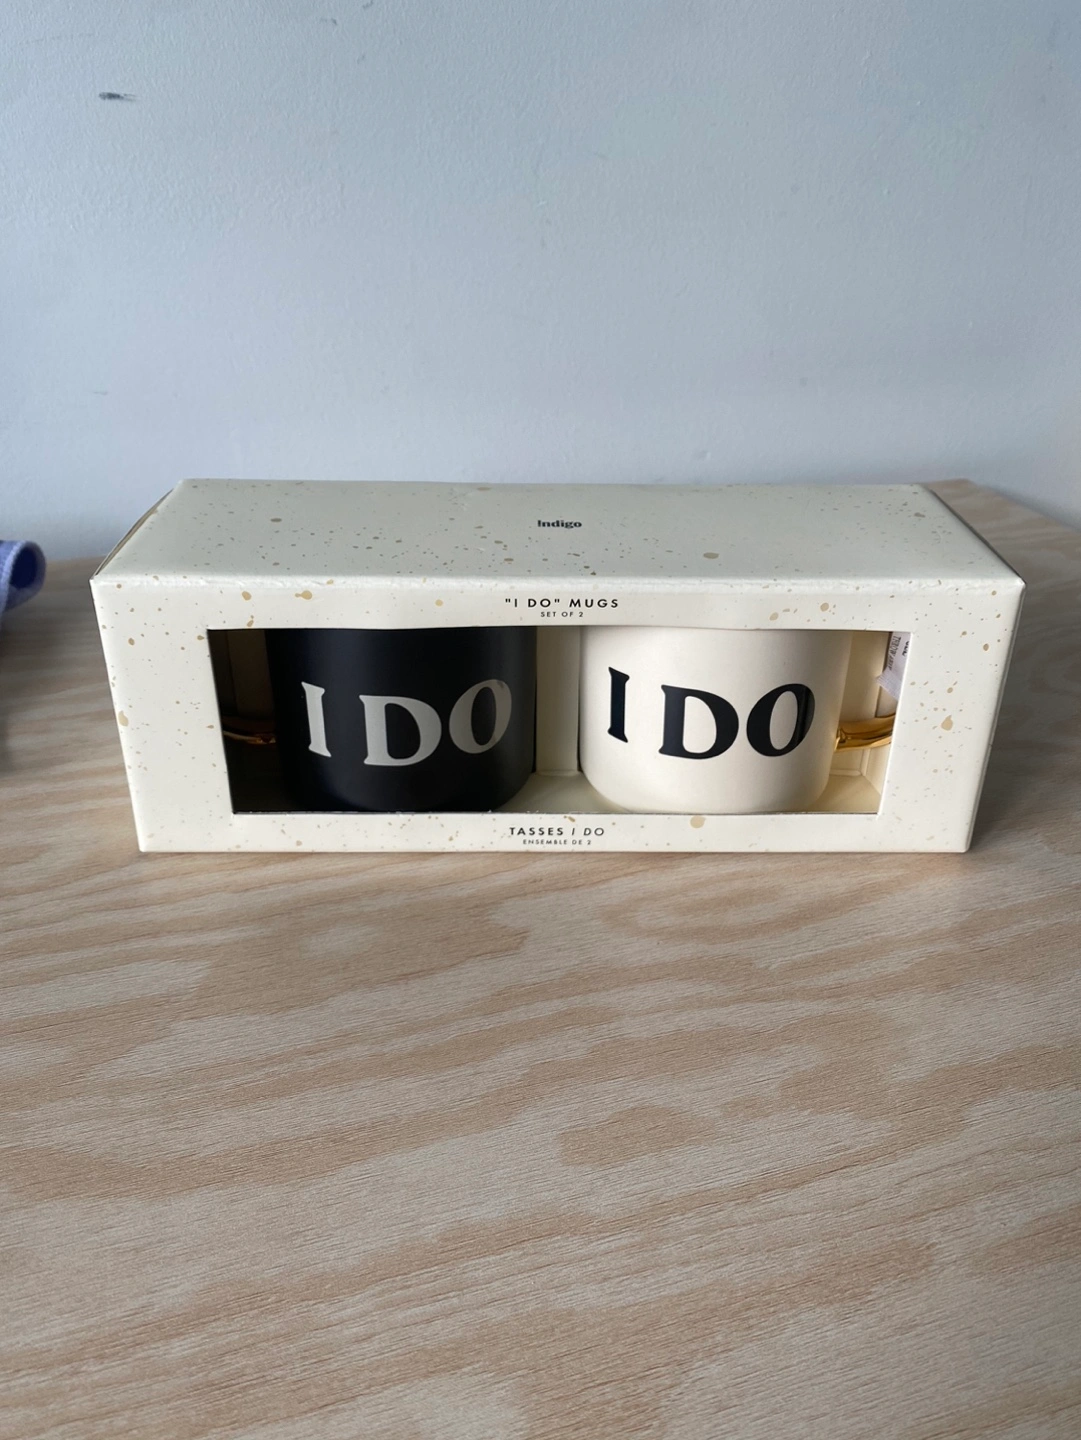 Indigo
"I DO" MUGS
SET OF 2
I DO
I DO
TASSES I DO
ENSEMBLE DE 2